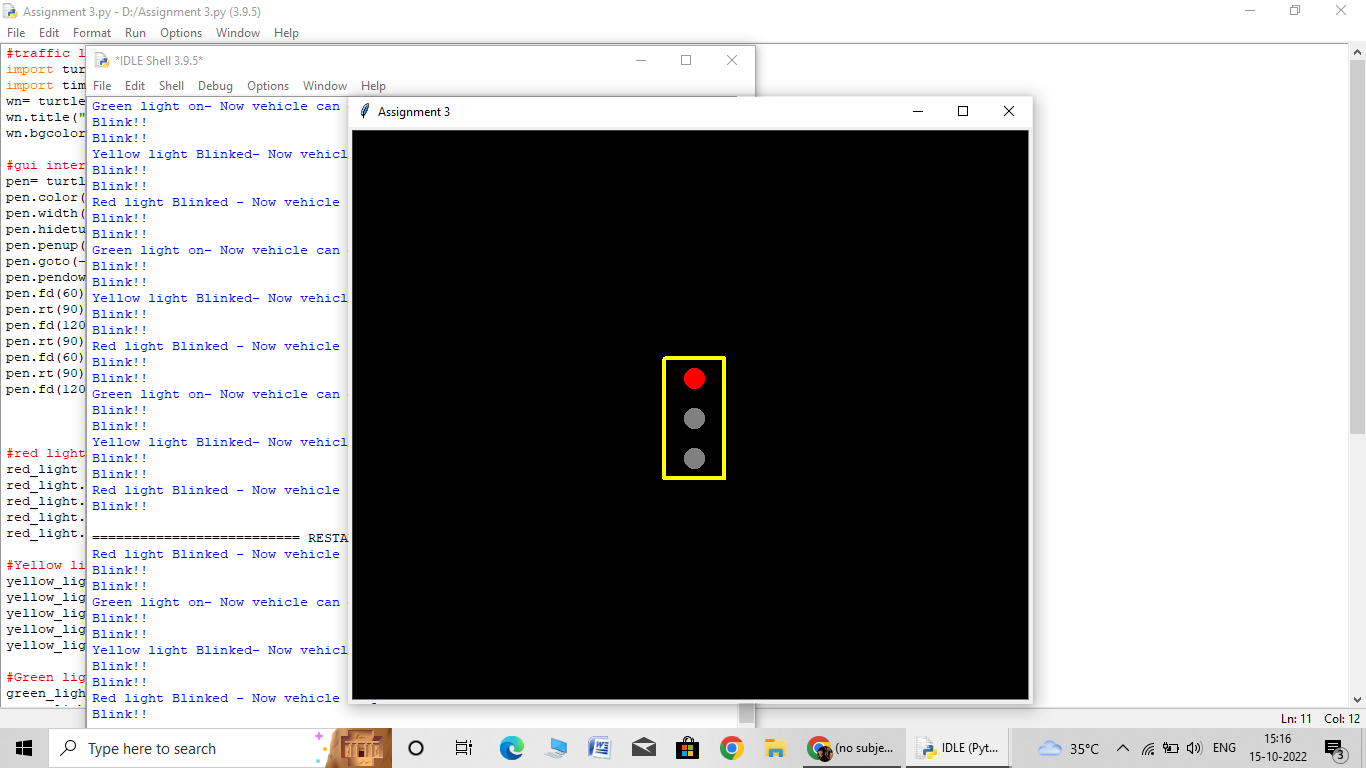 Assignment 3.py - D:/Assignment 3.py (3.9.5)
File Edit Format Run Options Window Help
#traffic l
import tur
import tim
wn= turtle
wn.title("
wn.bgcolor
#gui inter
pen= turtl
pen.color(
pen.width(
pen.hidetu
pen.penup(
pen.goto(-
pen.pendow
pen.fd(60)
pen.rt(90)
pen.fd(120
pen.rt(90)
pen.fd(60)
pen.rt(90)
pen.fd(120
#red light
red_light
red_light.
red_light.
red_light.
red_light.
#Yellow li
yellow_lig
yellow_lig
yellow_lig
yellow_lig
yellow_lig
#Green lig
green_ligh
*IDLE Shell 3.9.5*
File Edit Shell Debug Options Window Help
Green light on- Now vehicle can
Blink!!
Blink!!
Yellow light Blinked- Now vehicl
Blink!!
Blink!!
Red light Blinked - Now vehicle
Blink!!
Blink!!
Green light on- Now vehicle can
Blink!!
Blink!!
Yellow light Blinked- Now vehicl
Blink!!
Blink!!
Red light Blinked - Now vehicle
Blink!!
Blink!!
Green light on- Now vehicle can
Blink!!
Blink!!
Yellow light Blinked- Now vehicl
Blink!!
Blink!!
Red light Blinked - Now vehicle
Blink!!
========================== RESTA
Red light Blinked - Now vehicle
Blink!!
Blink!!
Green light on- Now vehicle can
Blink!!
Blink!!
Yellow light Blinked- Now vehicl
Blink!!
Blink!!
Red light Blinked - Now vehicle
Blink!!
Assignment 3
Ln: 11 Col: 12
Type here to search
(no subje...
IDLE (Pyt...
35°C
ENG
15:16
15-10-2022
3